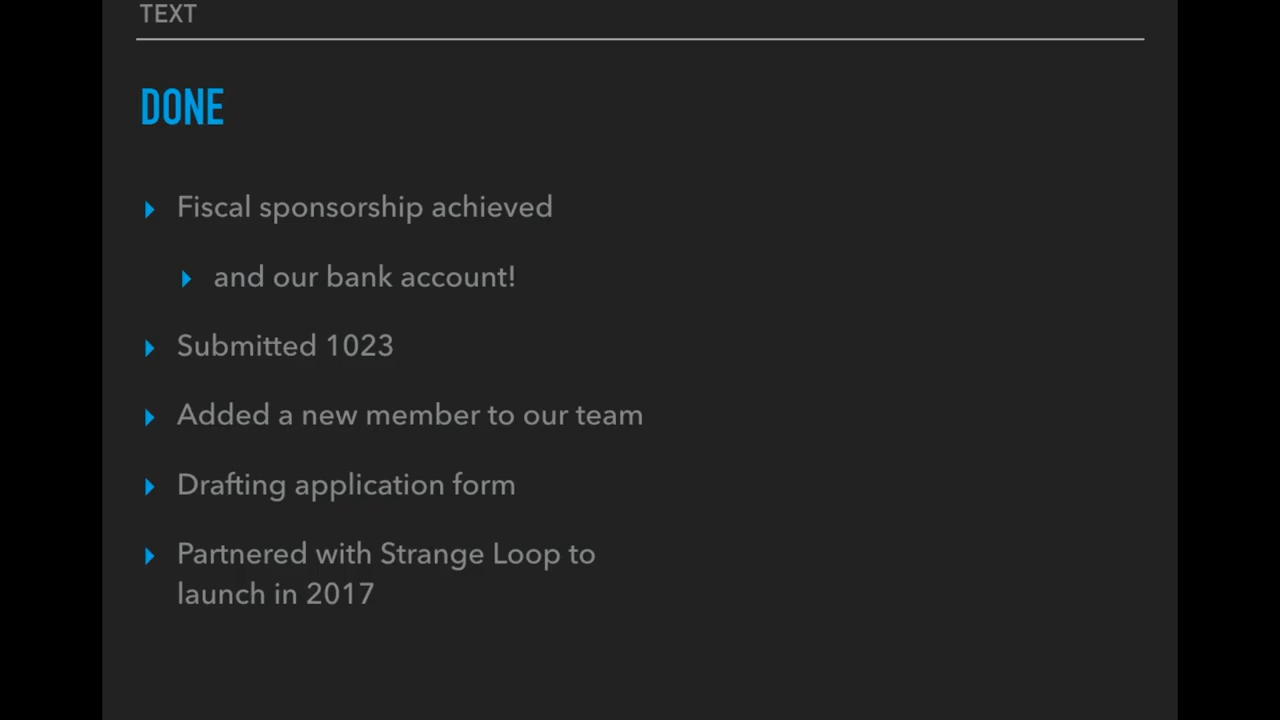 TEXT
DONE
Fiscal sponsorship achieved
and our bank account!
Submitted 1023
Added a new member to our team
Drafting application form
Partnered with Strange Loop to
launch in 2017